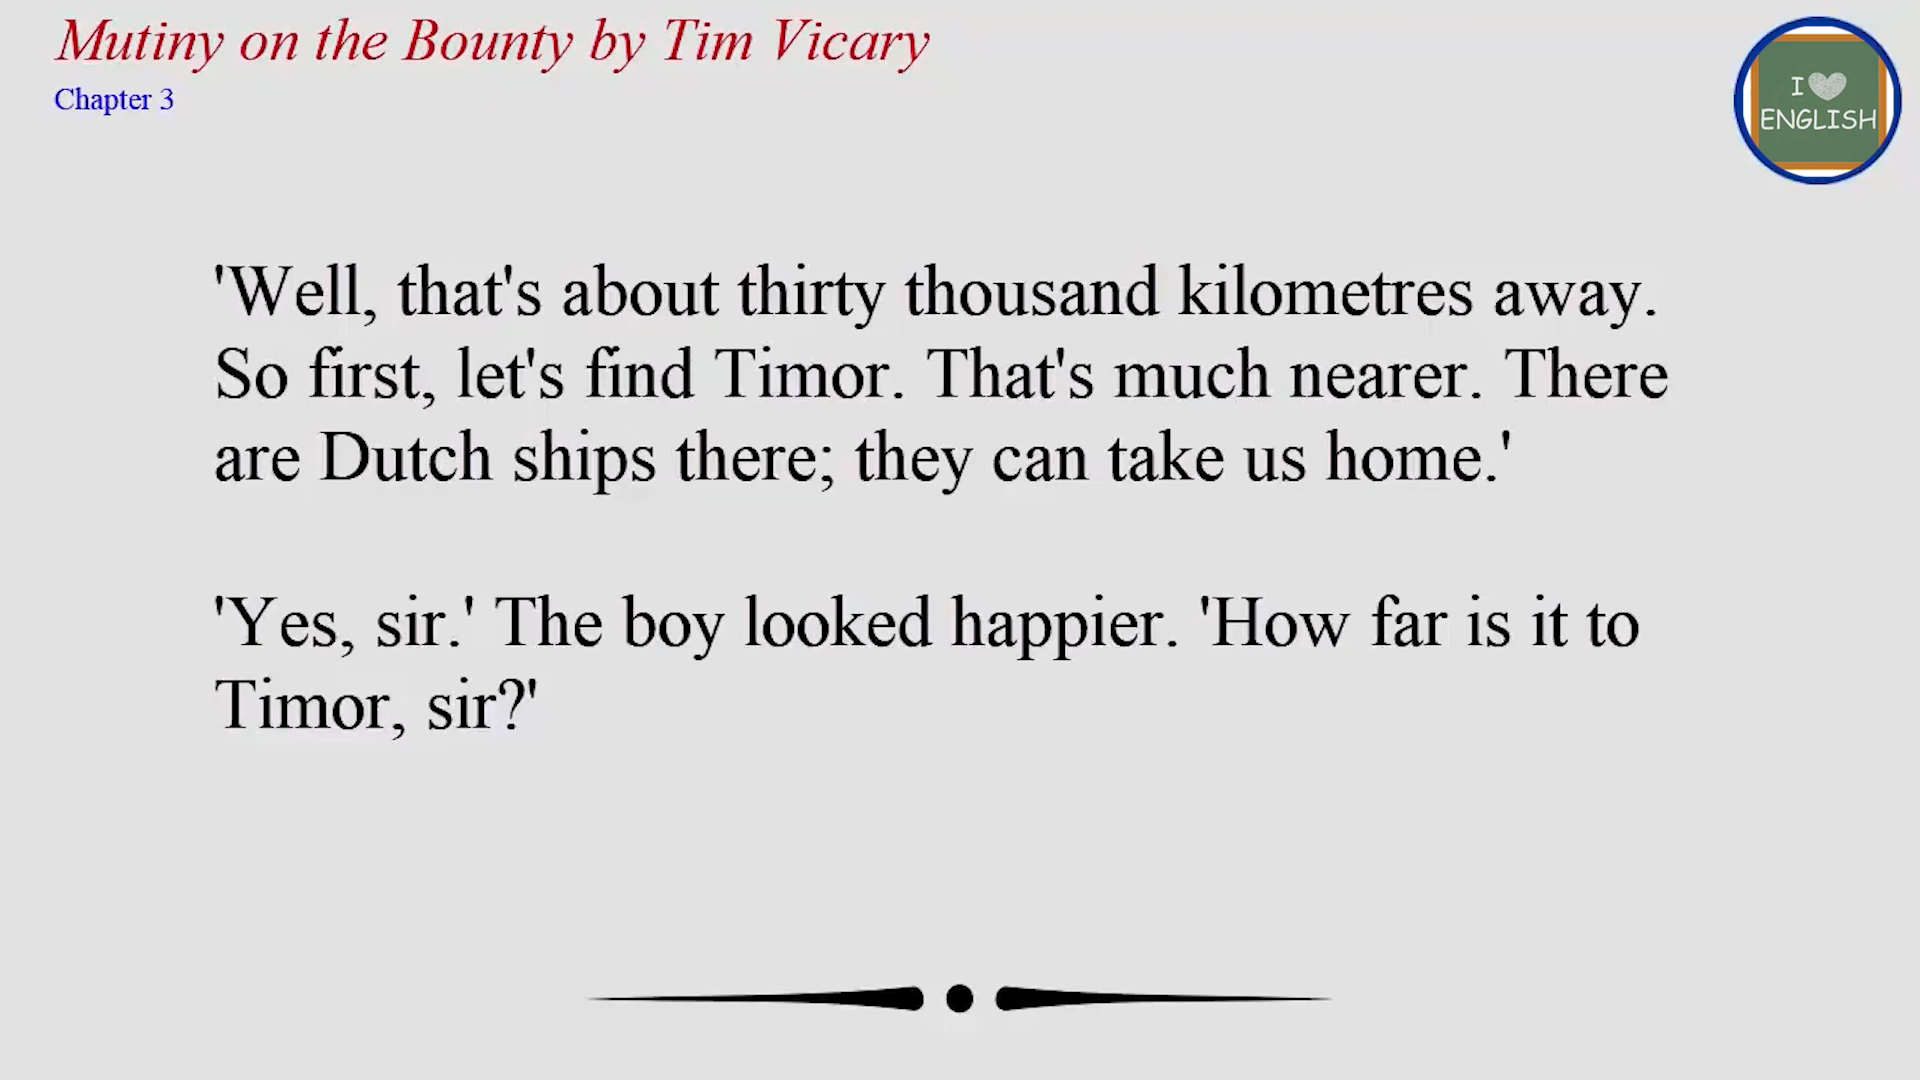 Mutiny on the Bounty by Tim Vicary
Chapter 3
I
ENGLISH
'Well, that's about thirty thousand kilometres away.
So first, let's find Timor. That's much nearer. There
are Dutch ships there; they can take us home.'
'Yes, sir.' The boy looked happier. 'How far is it to
Timor, sir?'